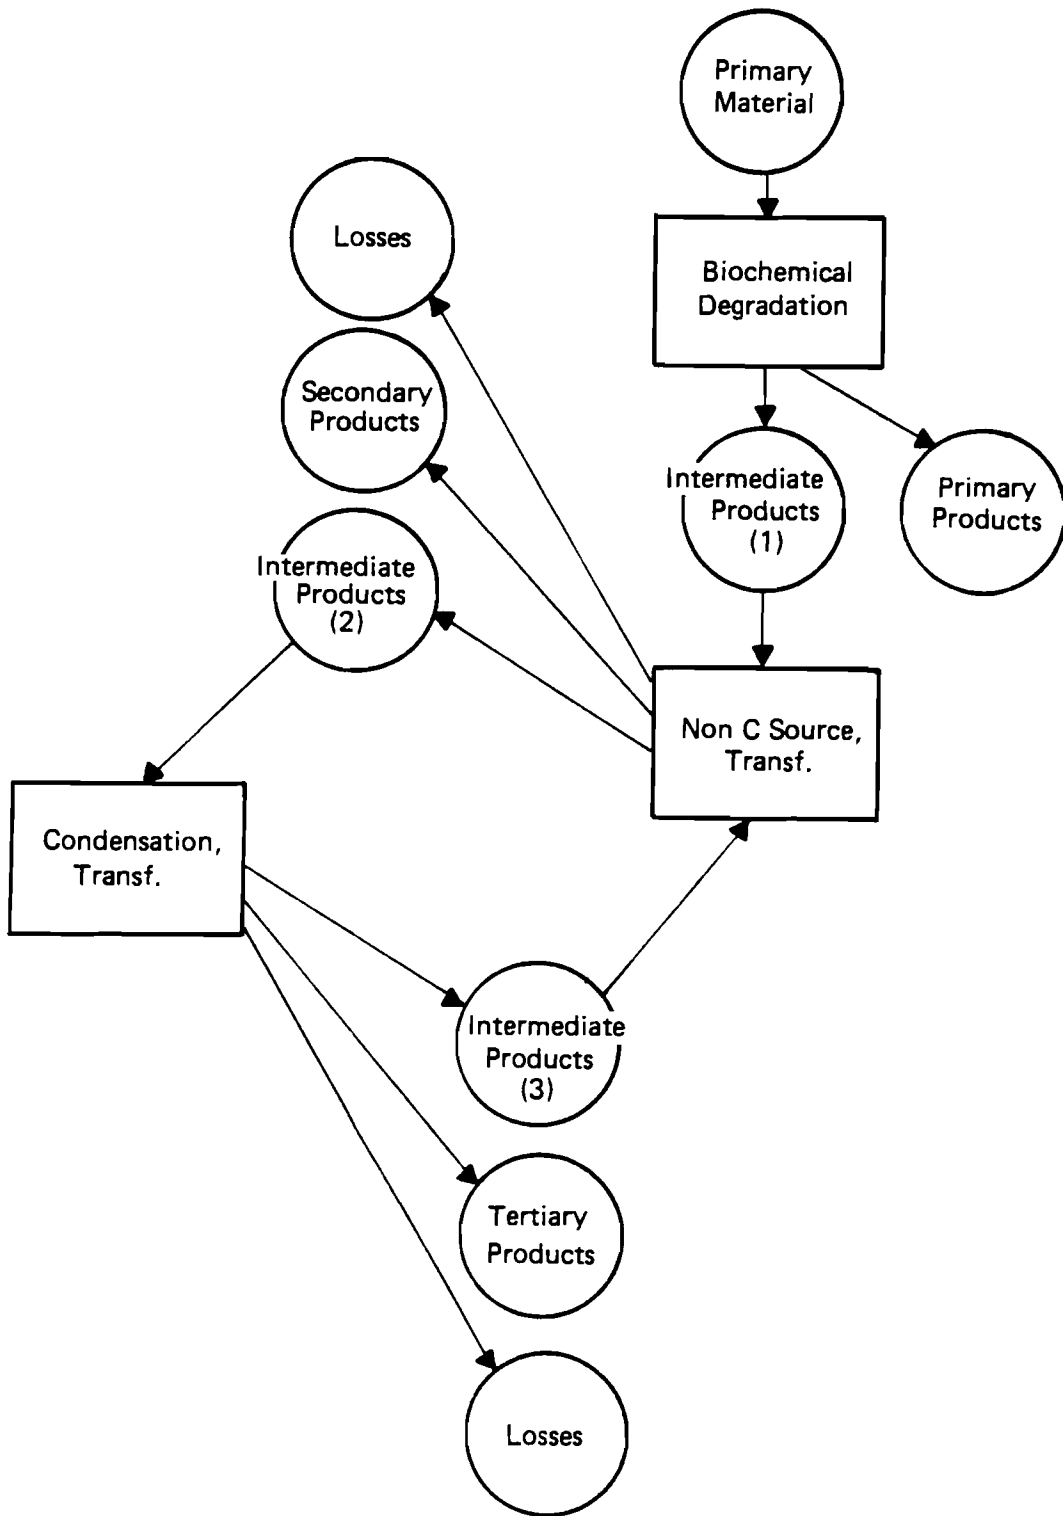 Primary
Material
Losses
Biochemical
Degradation
Secondary
Products
Intermediate
Products
(1)
Primary
Products
Intermediate
Products
(2)
Non C Source,
Transf.
Condensation,
Transf.
Intermediate
Products
(3)
Tertiary
Products
Losses